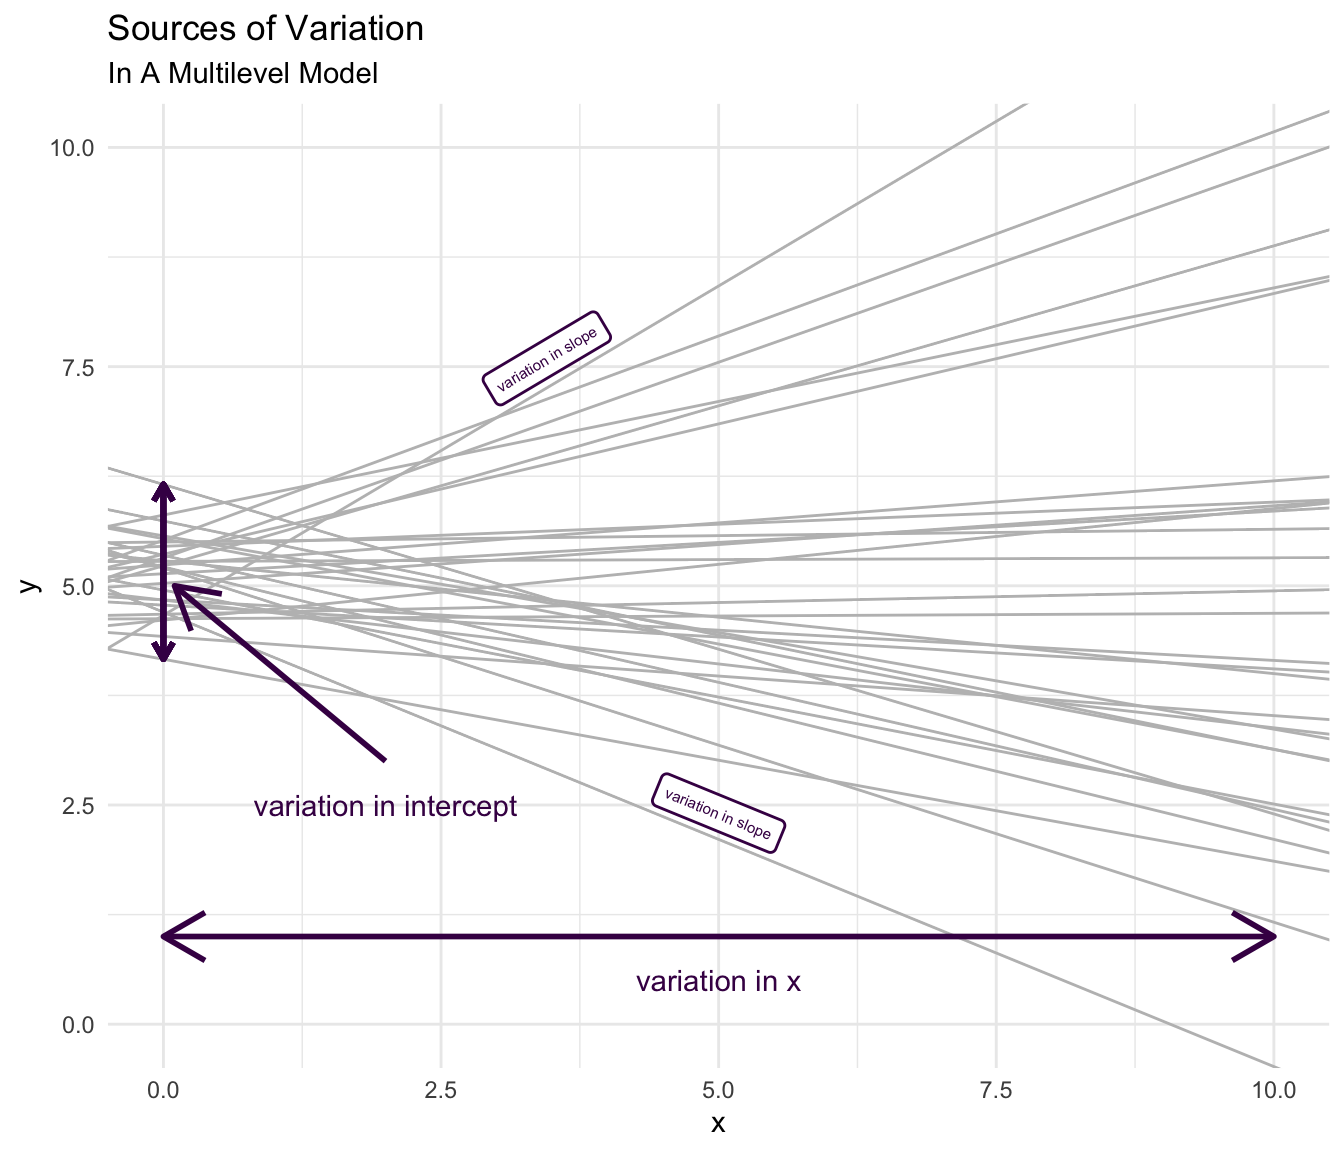 Sources of Variation
In A Multilevel Model
10.0
7.5
5.0
2.5
0.0
y
variation in slope
variation in intercept
variation in slope
variation in x
0.0 2.5 5.0 7.5 10.0
x